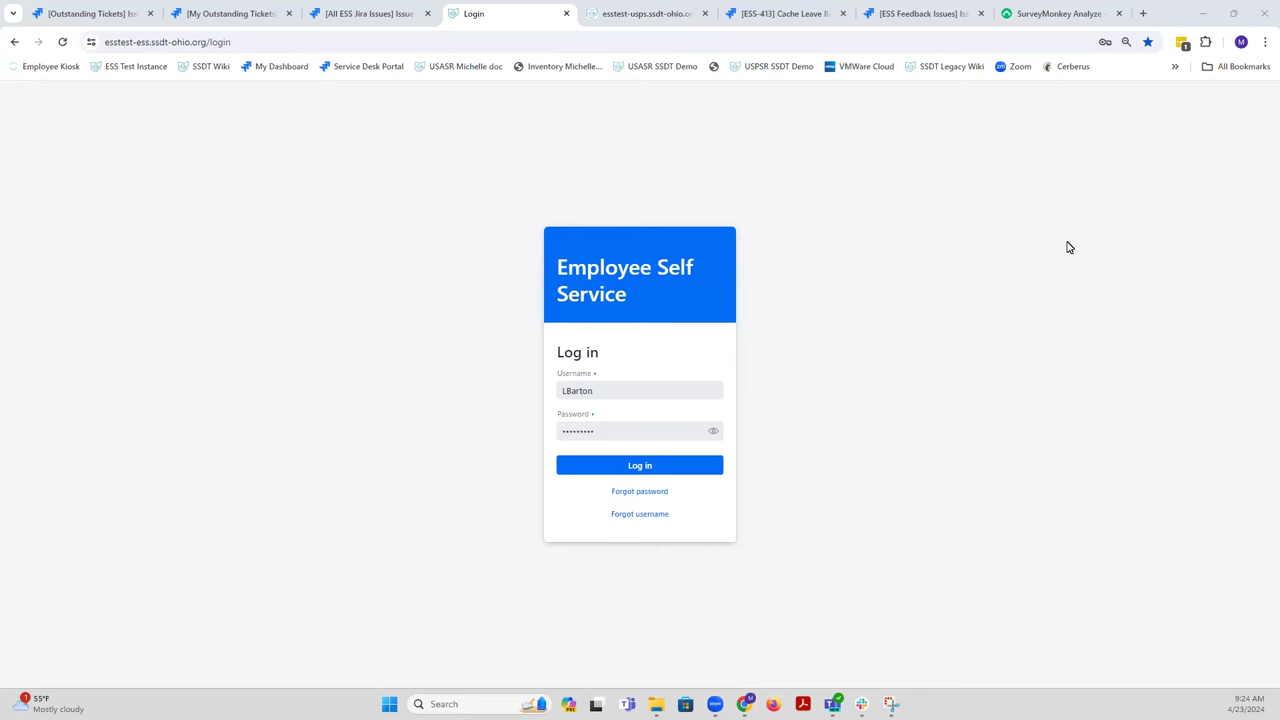 [Outstanding Tickets] Is
[My Outstanding Tickets]
[All ESS Jira Issues] Issue
Login
esstest-usps.ssdt-ohio.or
[ESS-413] Cache Leave B
[ESS Feedback Issues] Is
SurveyMonkey Analyze
esstest-ess.ssdt-ohio.org/login
1
M
Employee Kiosk
ESS Test Instance
SSDT Wiki
My Dashboard
Service Desk Portal
USASR Michelle doc
Inventory Michelle...
USASR SSDT Demo
USPSR SSDT Demo
VMWare Cloud
SSDT Legacy Wiki
Zoom
Cerberus
»
All Bookmarks
Employee Self
Service
Log in
Username •
LBarton
Password •
•••••••••
Log in
Forgot password
Forgot username
1
55°F
Mostly cloudy
Search
9:24 AM
4/23/2024